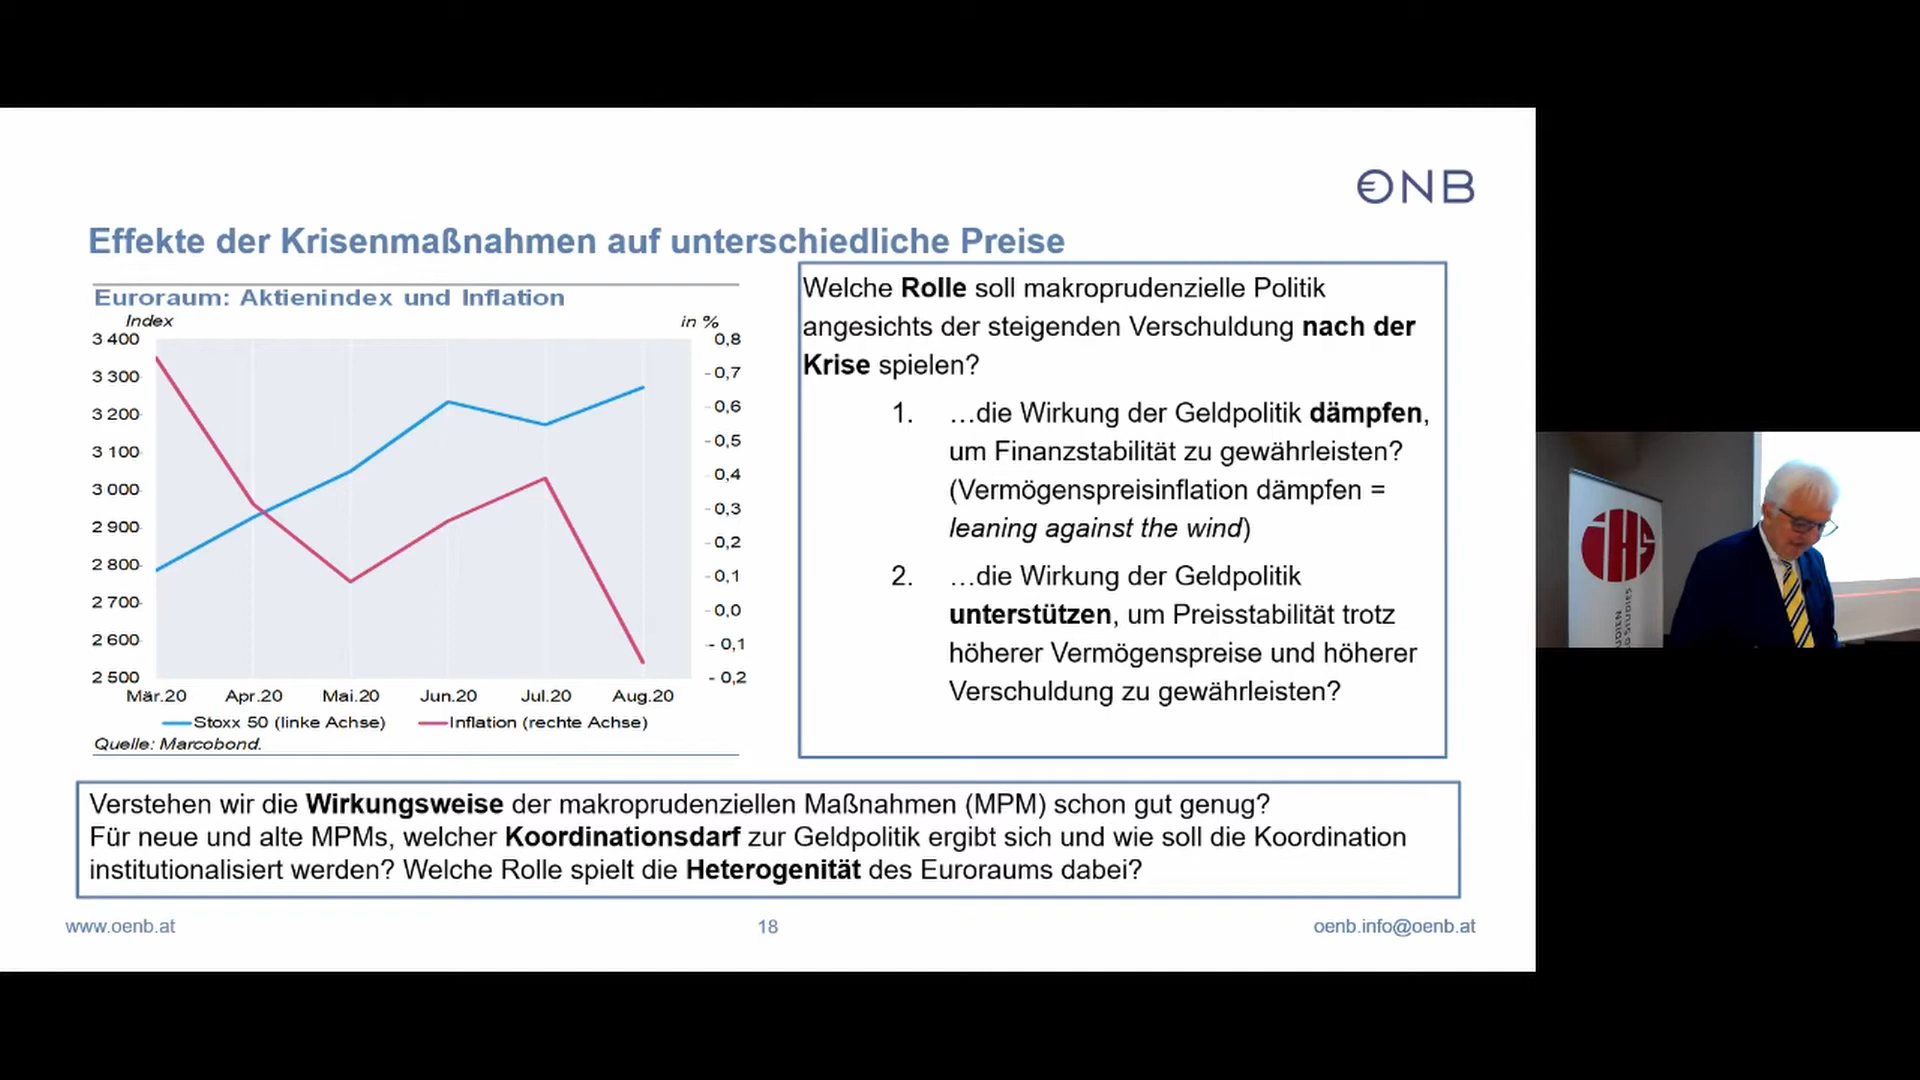 ONB
Effekte der Krisenmaßnahmen auf unterschiedliche Preise
Euroraum: Aktienindex und Inflation
Index
in %
3 400
3 300
3 200
3 100
3 000
2 900
2 800
2 700
2 600
2 500
0,8
0,7
0,6
0,5
0,4
0,3
0,2
0,1
0,0
- 0,1
- 0,2
Mär.20 Apr.20 Mai.20 Jun.20 Jul.20 Aug.20
Stoxx 50 (linke Achse) Inflation (rechte Achse)
Quelle: Marcobond.
Welche Rolle soll makroprudenzielle Politik
angesichts der steigenden Verschuldung nach der
Krise spielen?
1. …die Wirkung der Geldpolitik dämpfen,
um Finanzstabilität zu gewährleisten?
(Vermögenspreisinflation dämpfen =
leaning against the wind)
2. …die Wirkung der Geldpolitik
unterstützen, um Preisstabilität trotz
höherer Vermögenspreise und höherer
Verschuldung zu gewährleisten?
Verstehen wir die Wirkungsweise der makroprudenziellen Maßnahmen (MPM) schon gut genug?
Für neue und alte MPMs, welcher Koordinationsdarf zur Geldpolitik ergibt sich und wie soll die Koordination
institutionalisiert werden? Welche Rolle spielt die Heterogenität des Euroraums dabei?
www.oenb.at
18
oenb.info@oenb.at
IHS